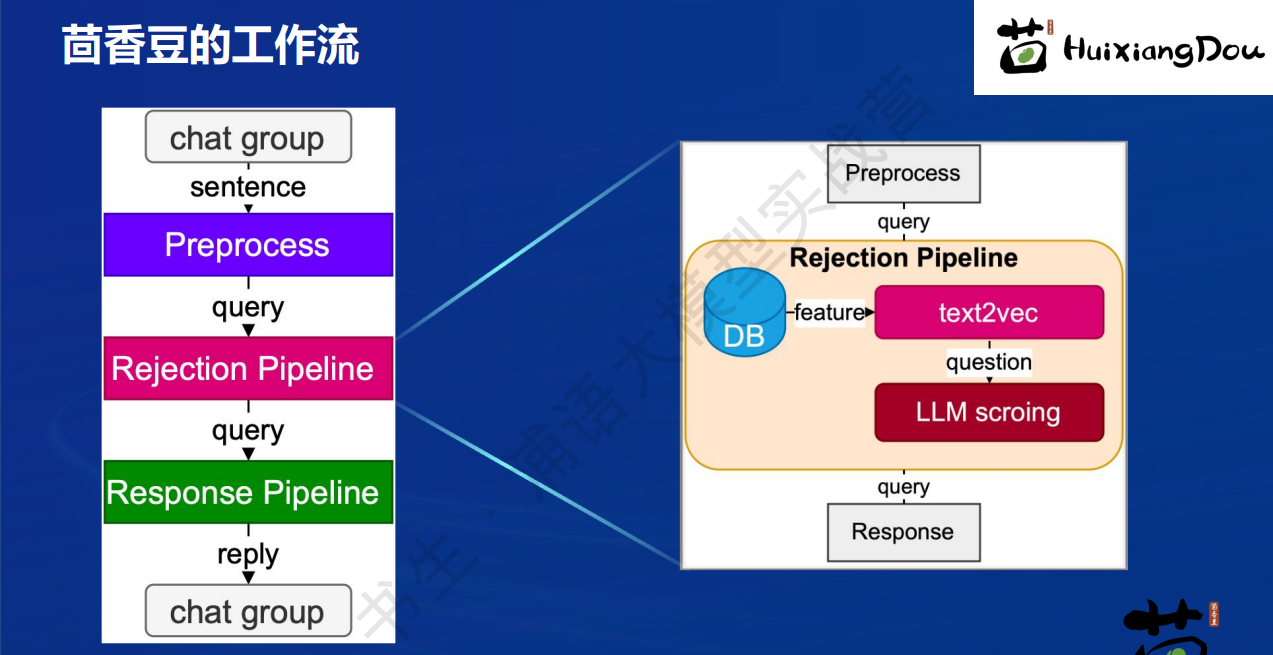 茴香豆的工作流
HuiXiangDou
chat group
sentence
Preprocess
query
Rejection Pipeline
query
Response Pipeline
reply
chat group
Preprocess
query
Rejection Pipeline
DB
feature
text2vec
question
LLM scroing
query
Response
书生·甫语大模型实战营